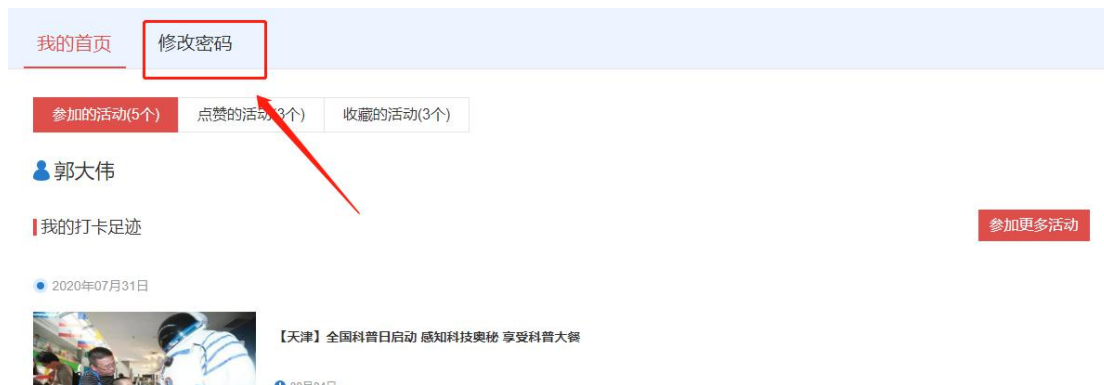 我的首页 修改密码
参加的活动(5个) 点赞的活动(3个) 收藏的活动(3个)
郭大伟
我的打卡足迹 参加更多活动
2020年07月31日
【天津】全国科普日启动 感知科技奥秘 享受科普大餐